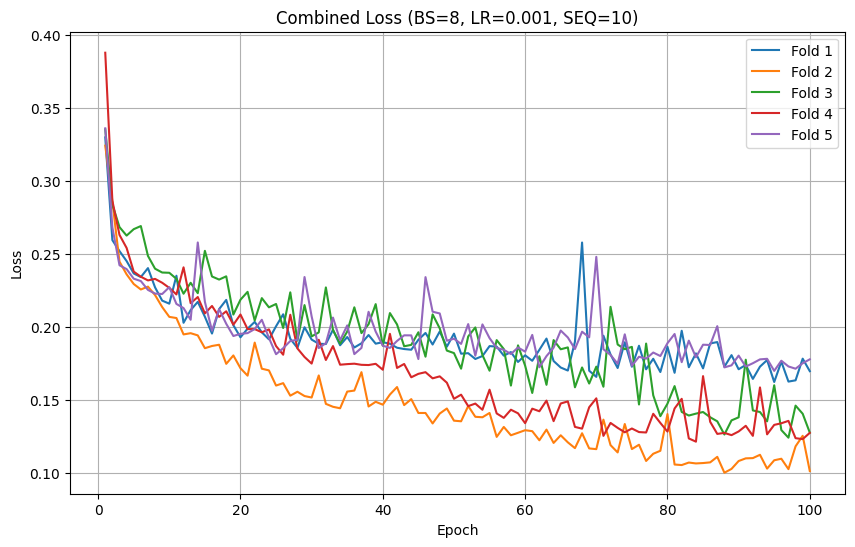 Combined Loss (BS=8, LR=0.001, SEQ=10)
0.40
0.35
0.30
0.25
0.20
0.15
0.10
Loss
Fold 1
Fold 2
Fold 3
Fold 4
Fold 5
0 20 40 60 80 100
Epoch